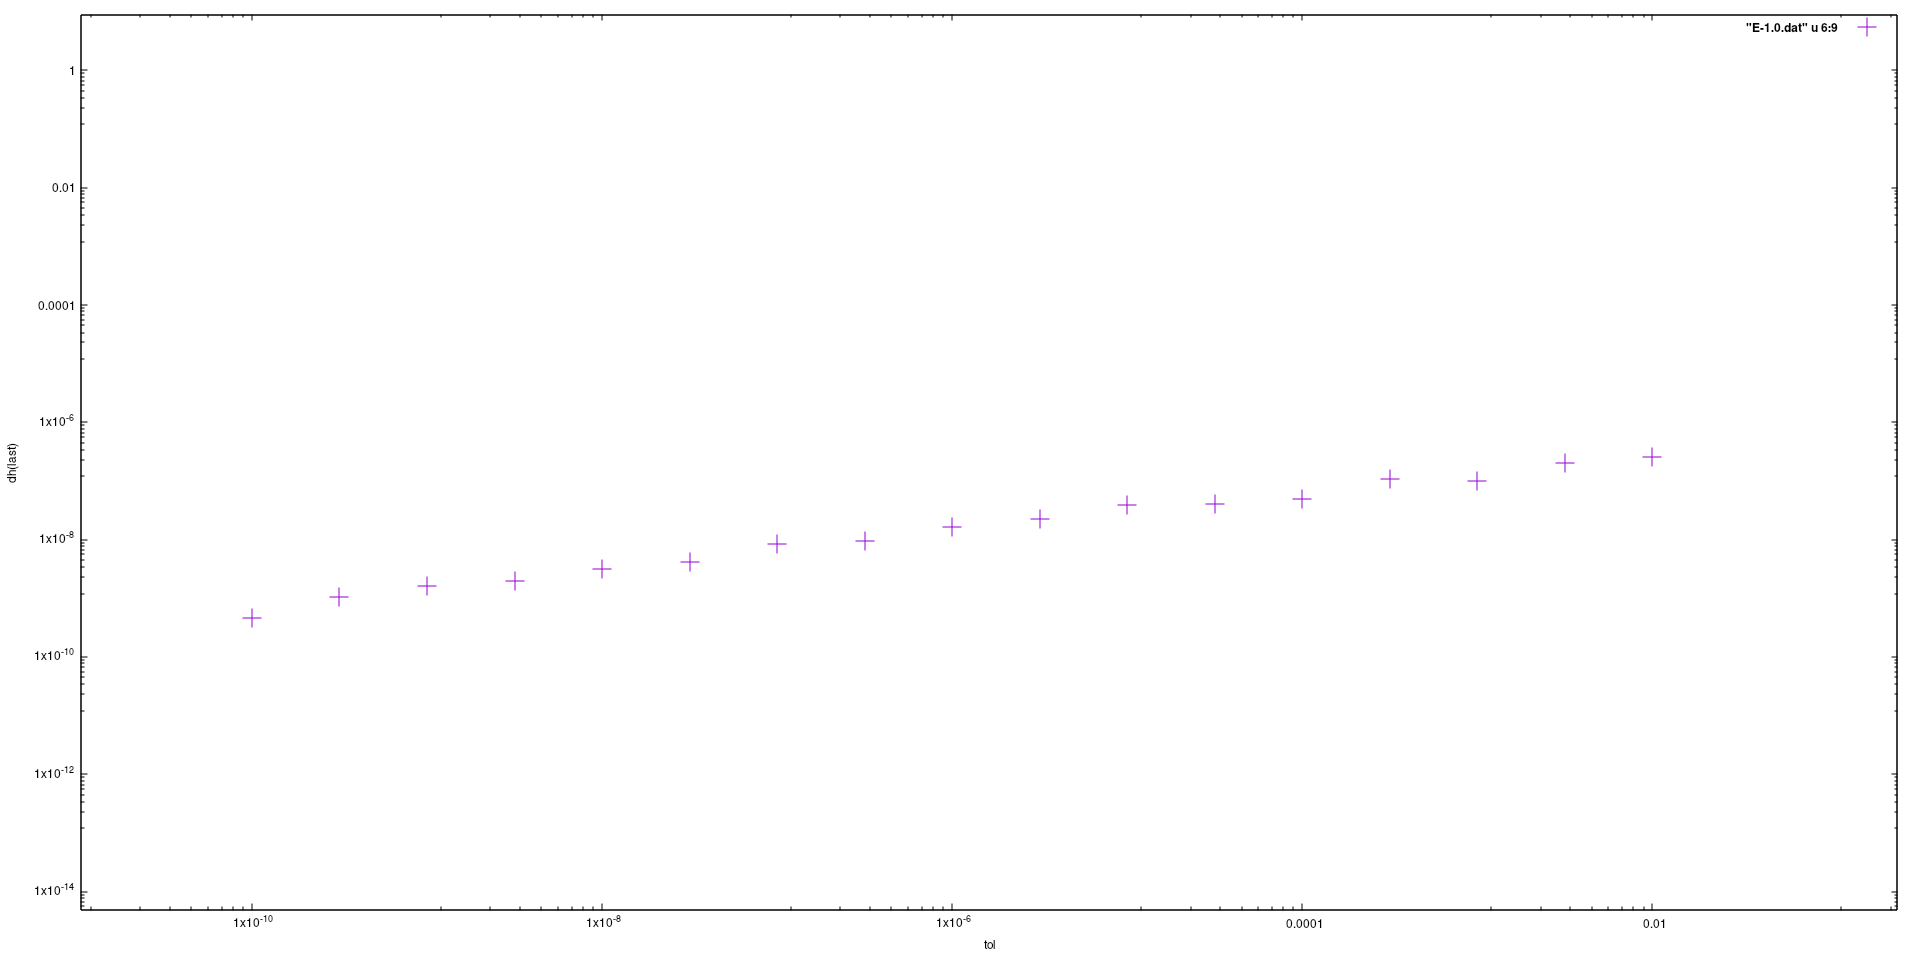 "E-1.0.dat" u 6:9
1
0.01
0.0001
1x10⁻⁶
1x10⁻⁸
1x10⁻¹⁰
1x10⁻¹²
1x10⁻¹⁴
dh(last)
1x10⁻¹⁰ 1x10⁻⁸ 1x10⁻⁶ 0.0001 0.01
tol